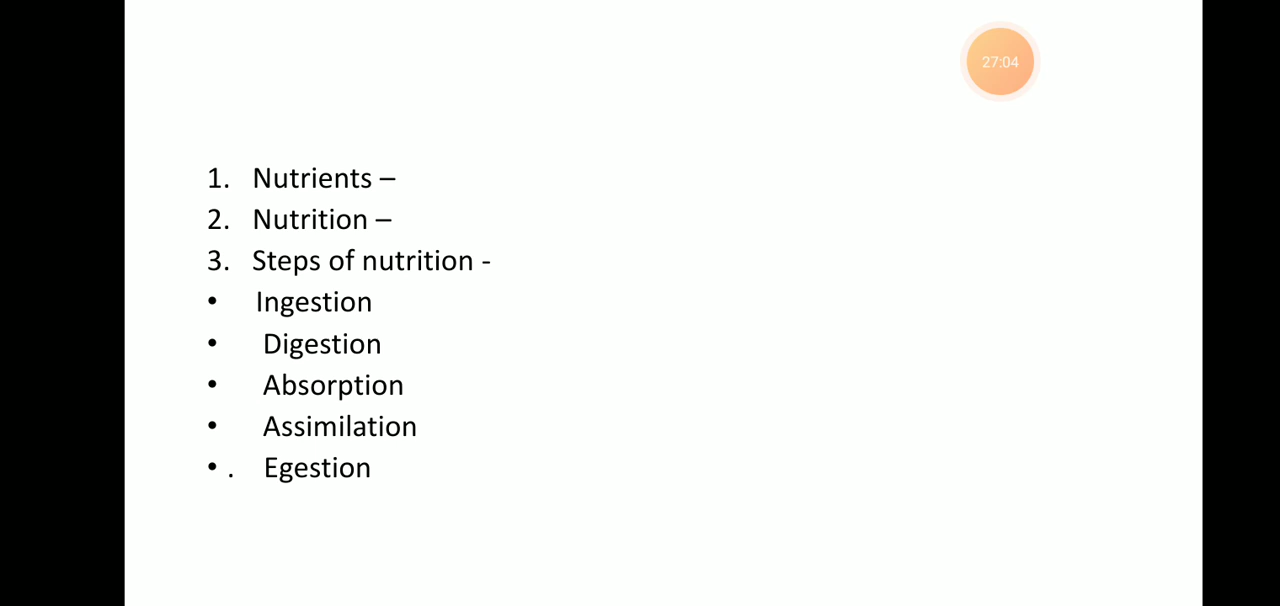 27:04
1. Nutrients –
2. Nutrition –
3. Steps of nutrition -
• Ingestion
• Digestion
• Absorption
• Assimilation
• . Egestion